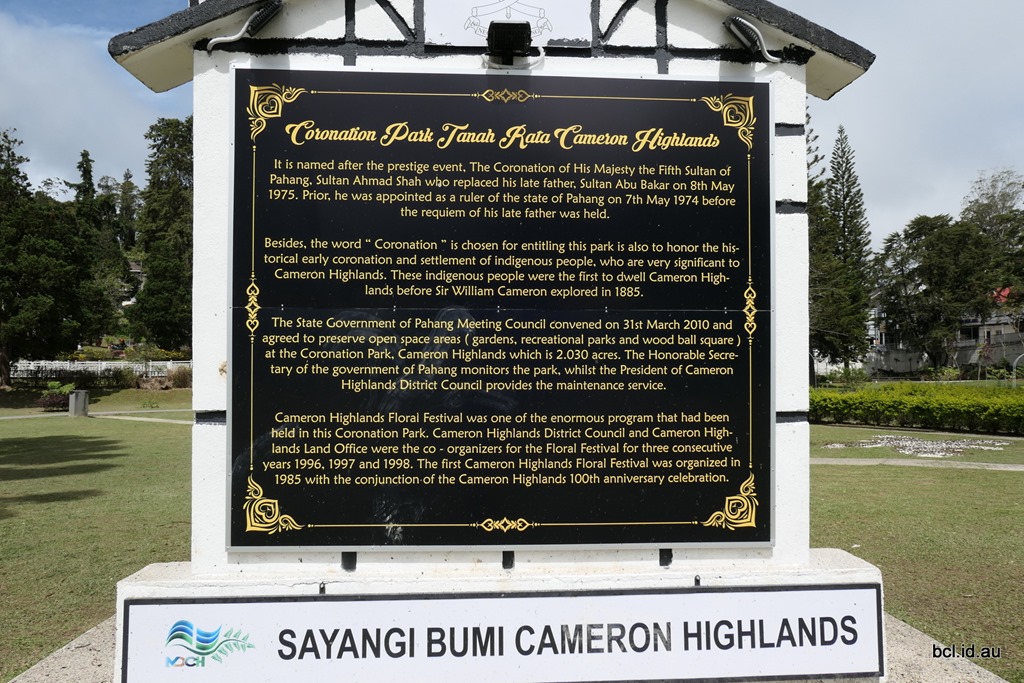 Coronation Park Tanah Rata Cameron Highlands
It is named after the prestige event, The Coronation of His Majesty the Fifth Sultan of
Pahang, Sultan Ahmad Shah who replaced his late father, Sultan Abu Bakar on 8th May
1975. Prior, he was appointed as a ruler of the state of Pahang on 7th May 1974 before
the requiem of his late father was held.
Besides, the word “ Coronation ” is chosen for entitling this park is also to honor the his-
torical early coronation and settlement of indigenous people, who are very significant to
Cameron Highlands. These indigenous people were the first to dwell Cameron High-
lands before Sir William Cameron explored in 1885.
The State Government of Pahang Meeting Council convened on 31st March 2010 and
agreed to preserve open space areas ( gardens, recreational parks and wood ball square )
at the Coronation Park, Cameron Highlands which is 2.030 acres. The Honorable Secre-
tary of the government of Pahang monitors the park, whilst the President of Cameron
Highlands District Council provides the maintenance service.
Cameron Highlands Floral Festival was one of the enormous program that had been
held in this Coronation Park. Cameron Highlands District Council and Cameron High-
lands Land Office were the co - organizers for the Floral Festival for three consecutive
years 1996, 1997 and 1998. The first Cameron Highlands Floral Festival was organized in
1985 with the conjunction of the Cameron Highlands 100th anniversary celebration.
MDCH
SAYANGI BUMI CAMERON HIGHLANDS
bcl.id.au